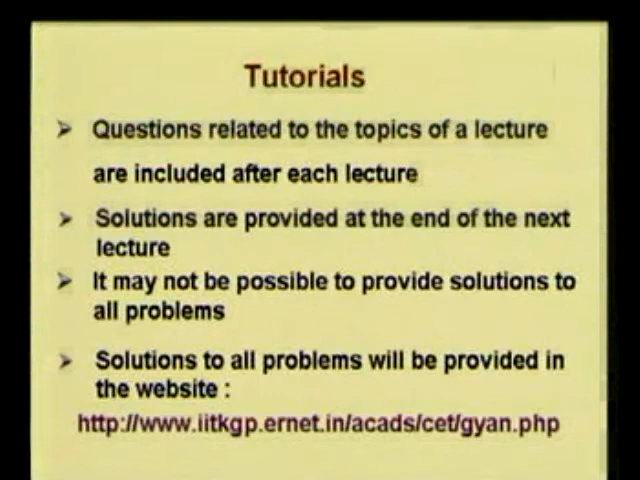 Tutorials
➢ Questions related to the topics of a lecture
are included after each lecture
➢ Solutions are provided at the end of the next
lecture
➢ It may not be possible to provide solutions to
all problems
➢ Solutions to all problems will be provided in
the website :
http://www.iitkgp.ernet.in/acads/cet/gyan.php